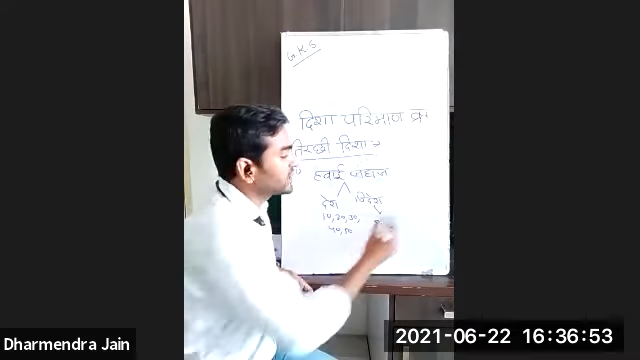 G.K.S
दिशा परिमाण व्र
तिरछी दिशा :-
हवाई जहाज
देश विदेश
10, 20, 30,
40, 50
Dharmendra Jain
2021-06-22 16:36:53